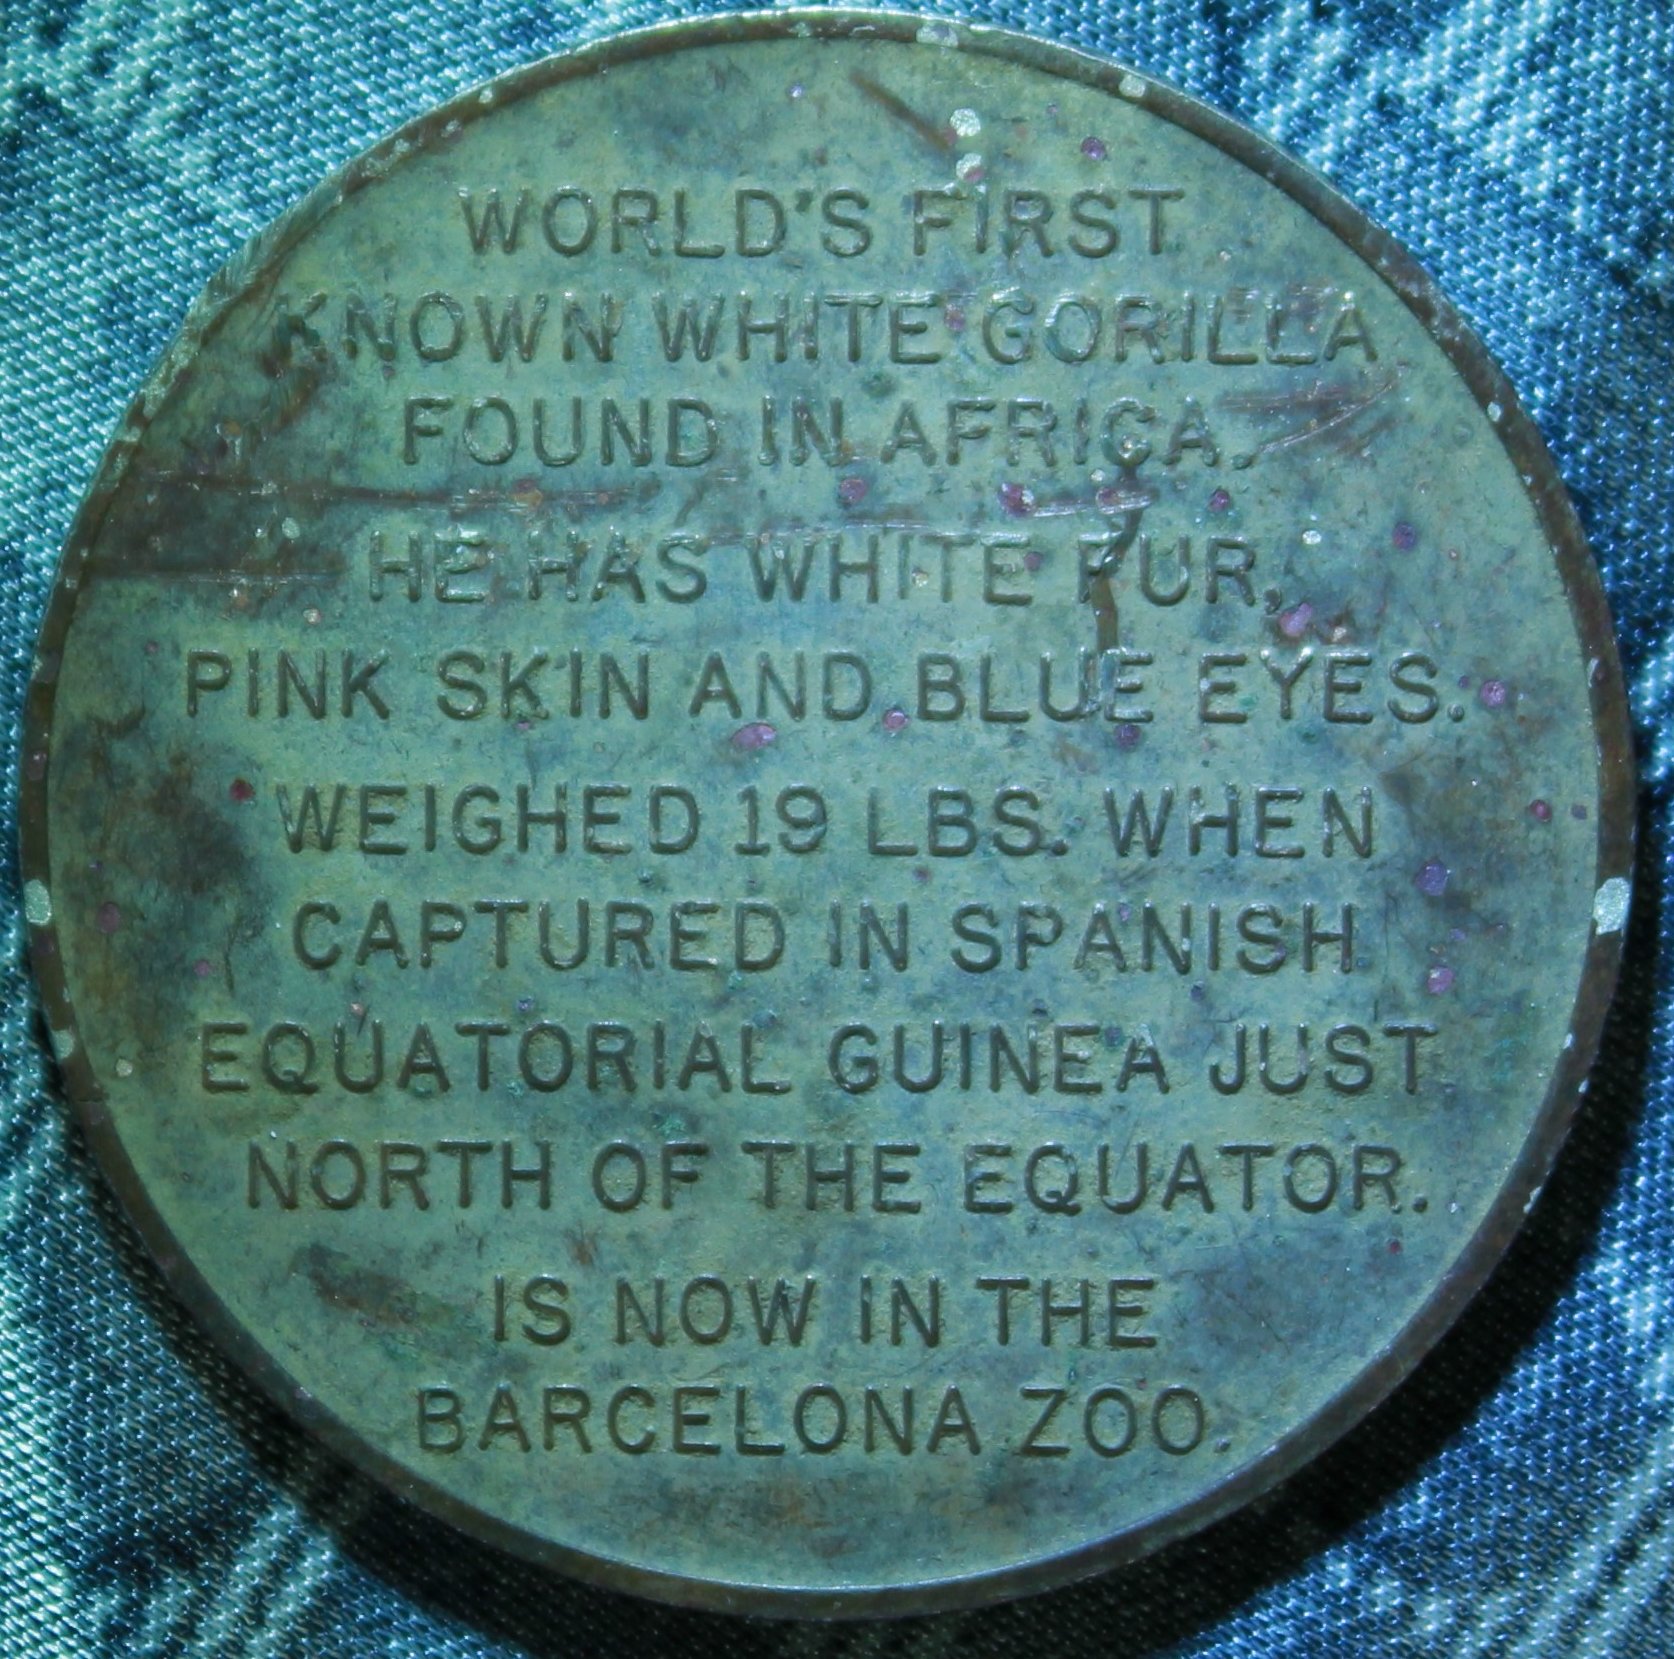 WORLD'S FIRST
KNOWN WHITE GORILLA
FOUND IN AFRICA.
HE HAS WHITE FUR,
PINK SKIN AND BLUE EYES.
WEIGHED 19 LBS. WHEN
CAPTURED IN SPANISH
EQUATORIAL GUINEA JUST
NORTH OF THE EQUATOR.
IS NOW IN THE
BARCELONA ZOO.